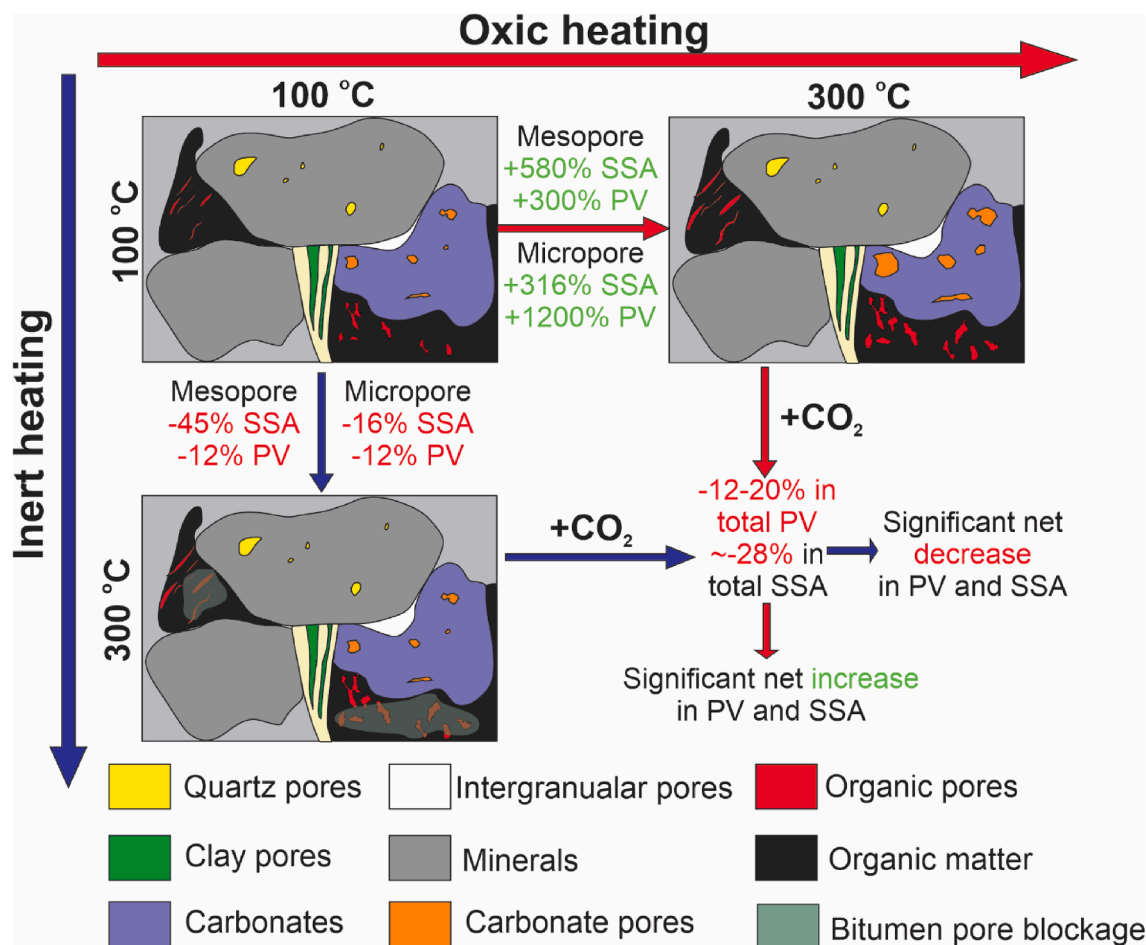 Oxic heating
100 °C
300 °C
Inert heating
100 °C
Mesopore
+580% SSA
+300% PV
Micropore
+316% SSA
+1200% PV
Mesopore
-45% SSA
-12% PV
Micropore
-16% SSA
-12% PV
+CO₂
300 °C
+CO₂
-12-20% in
total PV
~-28% in
total SSA
Significant net
decrease
in PV and SSA
Significant net increase
in PV and SSA
Quartz pores
Intergranualar pores
Organic pores
Clay pores
Minerals
Organic matter
Carbonates
Carbonate pores
Bitumen pore blockage